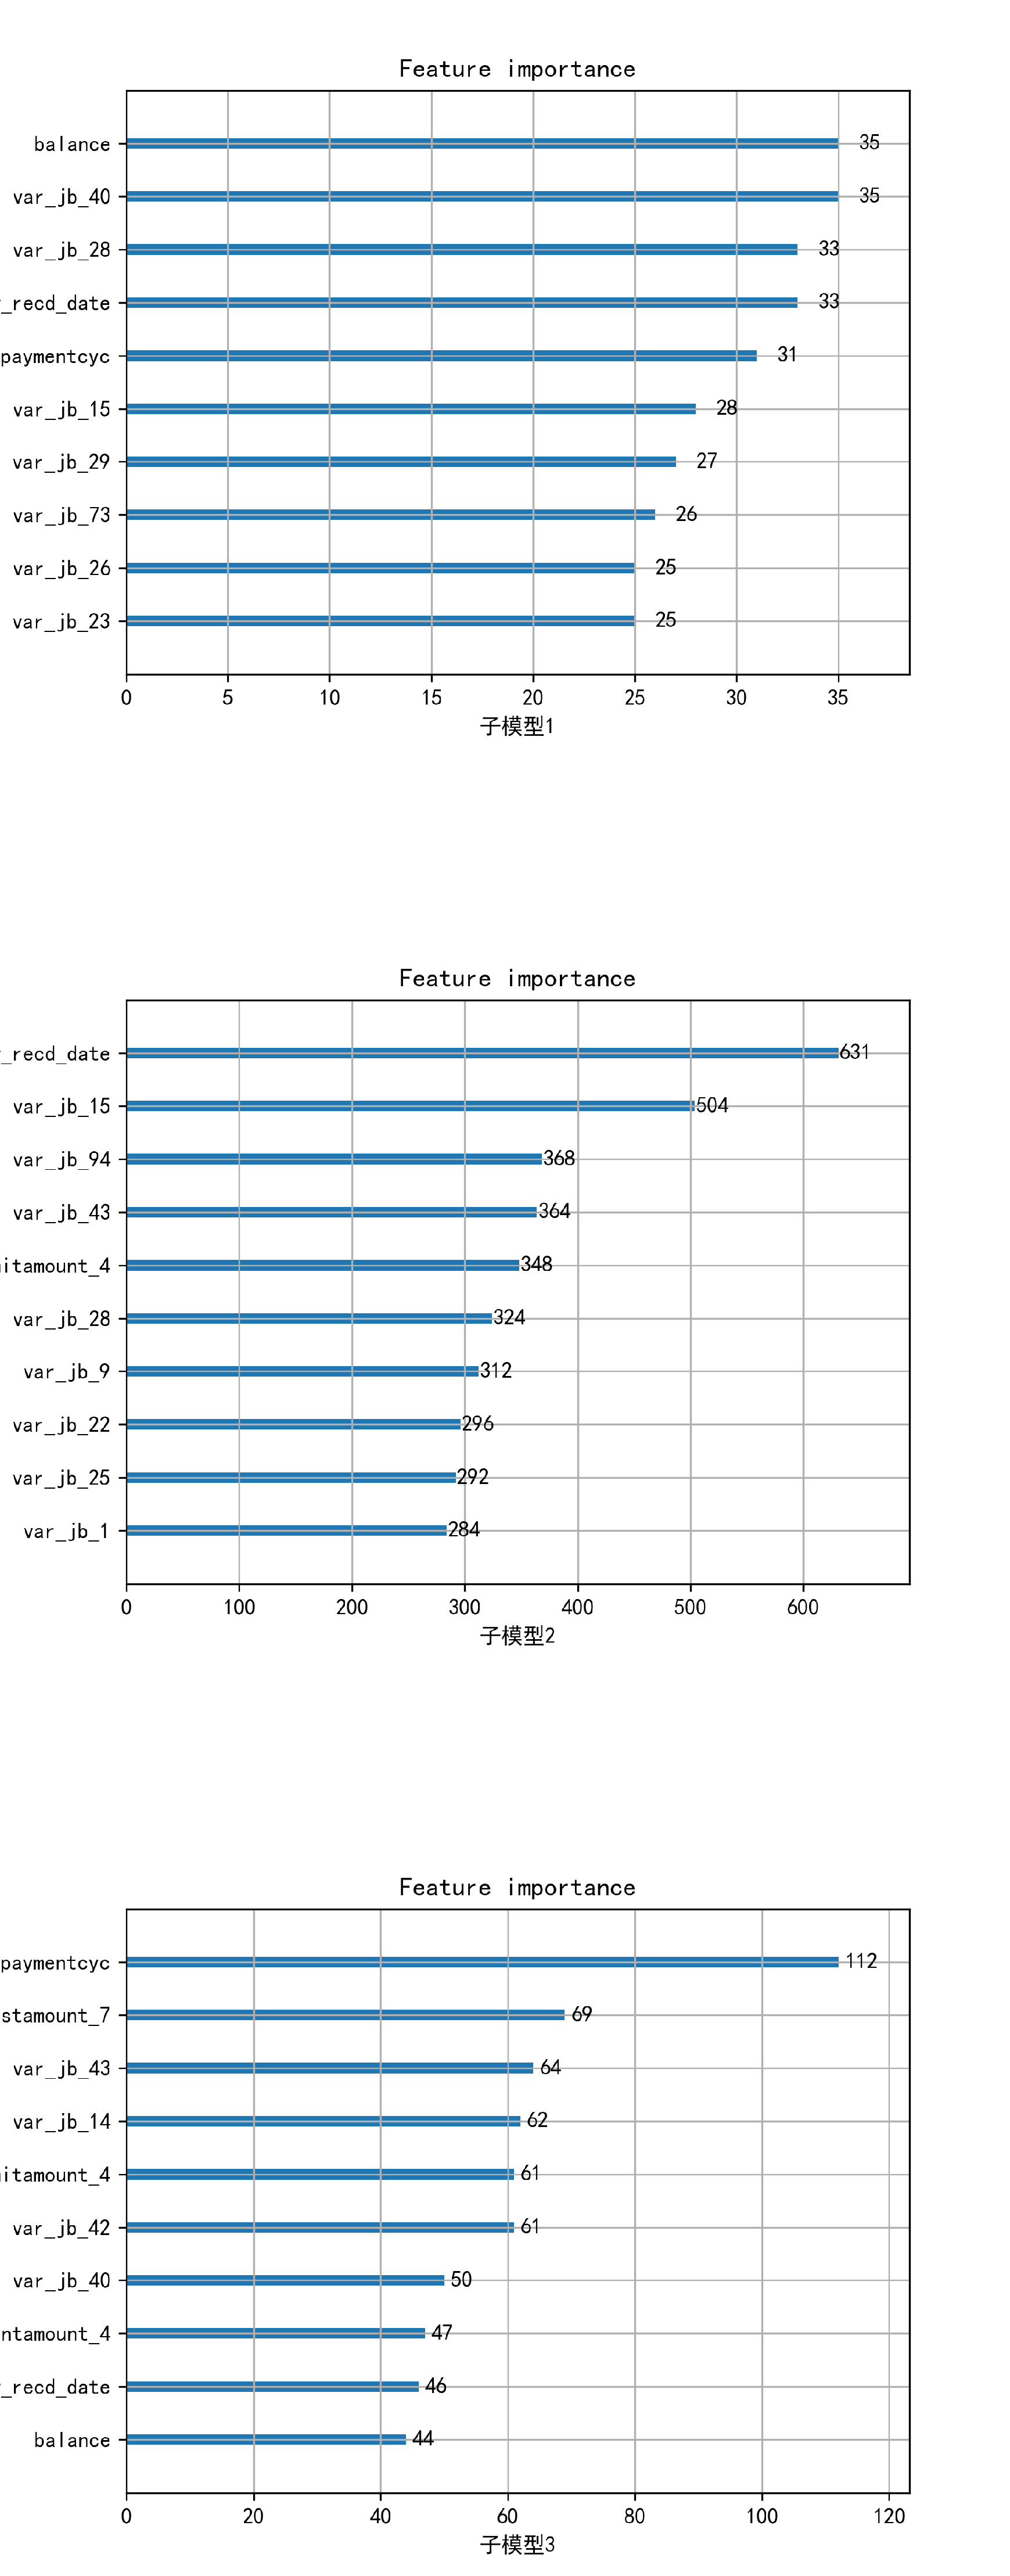 Feature importance
balance 35
var_jb_40 35
var_jb_28 33
_recd_date 33
paymentcyc 31
var_jb_15 28
var_jb_29 27
var_jb_73 26
var_jb_26 25
var_jb_23 25
0 5 10 15 20 25 30 35
子模型1
Feature importance
_recd_date 631
var_jb_15 504
var_jb_94 368
var_jb_43 364
itamount_4 348
var_jb_28 324
var_jb_9 312
var_jb_22 296
var_jb_25 292
var_jb_1 284
0 100 200 300 400 500 600
子模型2
Feature importance
paymentcyc 112
stamount_7 69
var_jb_43 64
var_jb_14 62
itamount_4 61
var_jb_42 61
var_jb_40 50
ntamount_4 47
_recd_date 46
balance 44
0 20 40 60 80 100 120
子模型3